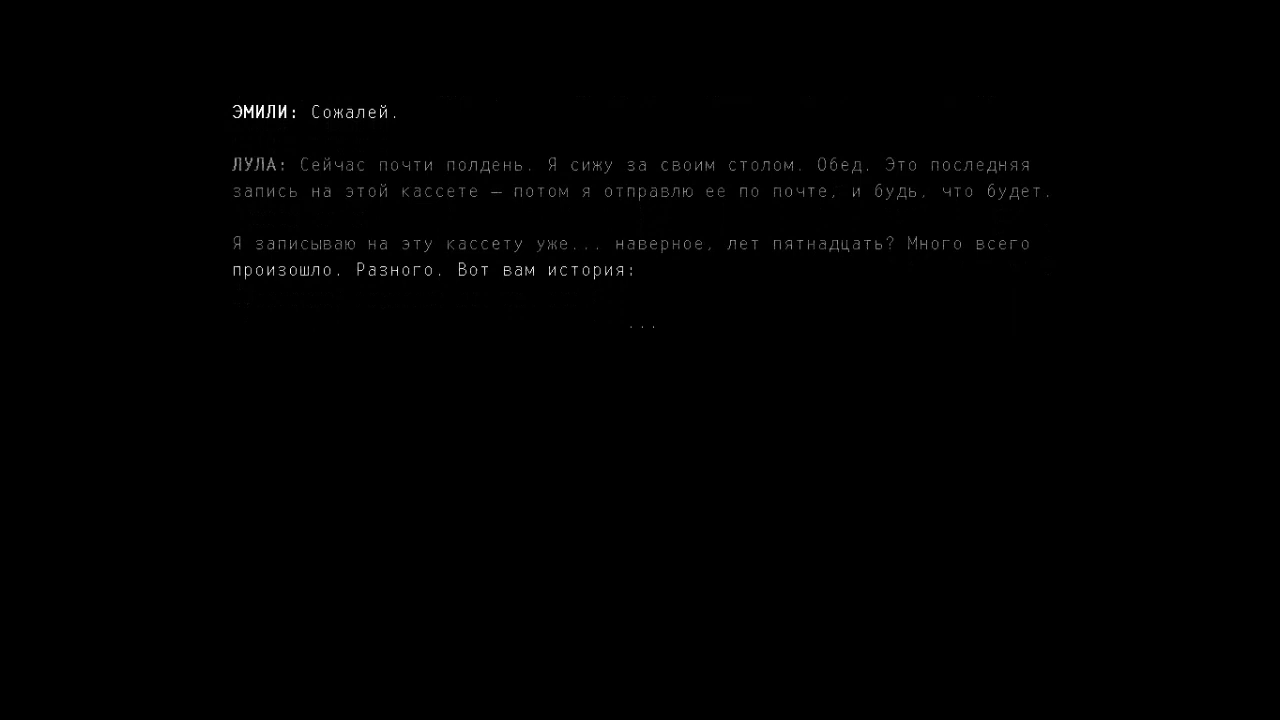 ЭМИЛИ: Сожалей.
ЛУЛА: Сейчас почти полдень. Я сижу за своим столом. Обед. Это последняя
запись на этой кассете — потом я отправлю ее по почте, и будь, что будет.
Я записываю на эту кассету уже... наверное, лет пятнадцать? Много всего
произошло. Разного. Вот вам история:
...